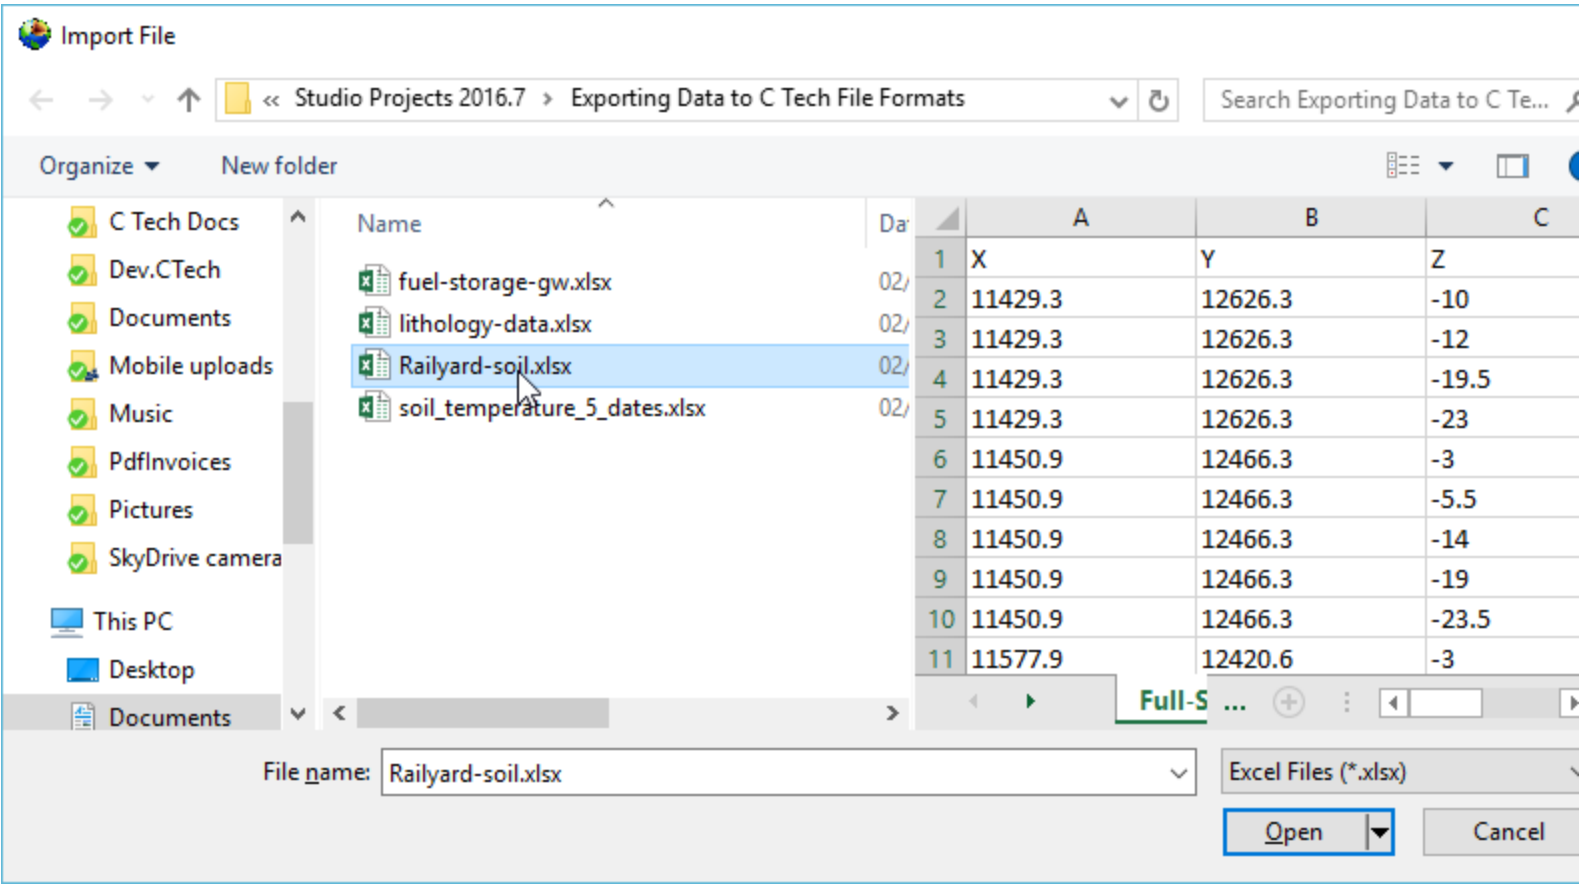 Import File
« Studio Projects 2016.7 > Exporting Data to C Tech File Formats
Search Exporting Data to C Te...
Organize
New folder
C Tech Docs
Dev.CTech
Documents
Mobile uploads
Music
PdfInvoices
Pictures
SkyDrive camera
This PC
Desktop
Documents
Name
Da
fuel-storage-gw.xlsx
02/
lithology-data.xlsx
02/
Railyard-soil.xlsx
02/
soil_temperature_5_dates.xlsx
02/
A B C
1 X Y Z
2 11429.3 12626.3 -10
3 11429.3 12626.3 -12
4 11429.3 12626.3 -19.5
5 11429.3 12626.3 -23
6 11450.9 12466.3 -3
7 11450.9 12466.3 -5.5
8 11450.9 12466.3 -14
9 11450.9 12466.3 -19
10 11450.9 12466.3 -23.5
11 11577.9 12420.6 -3
Full-S ...
File name: Railyard-soil.xlsx
Excel Files (*.xlsx)
Open
Cancel